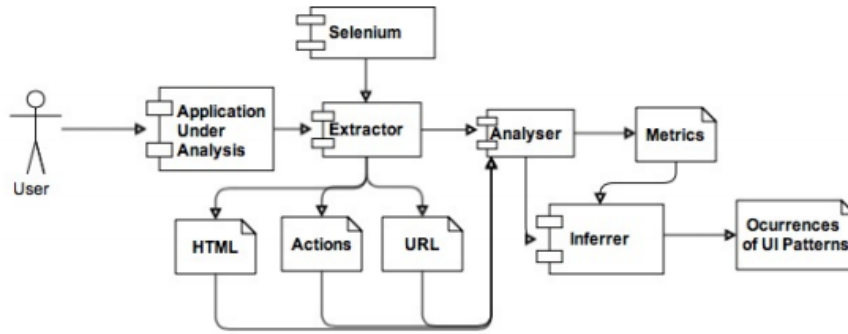 Selenium
Application
Under
Analysis
Extractor
Analyser
Metrics
User
HTML
Actions
URL
Inferrer
Ocurrences
of UI Patterns